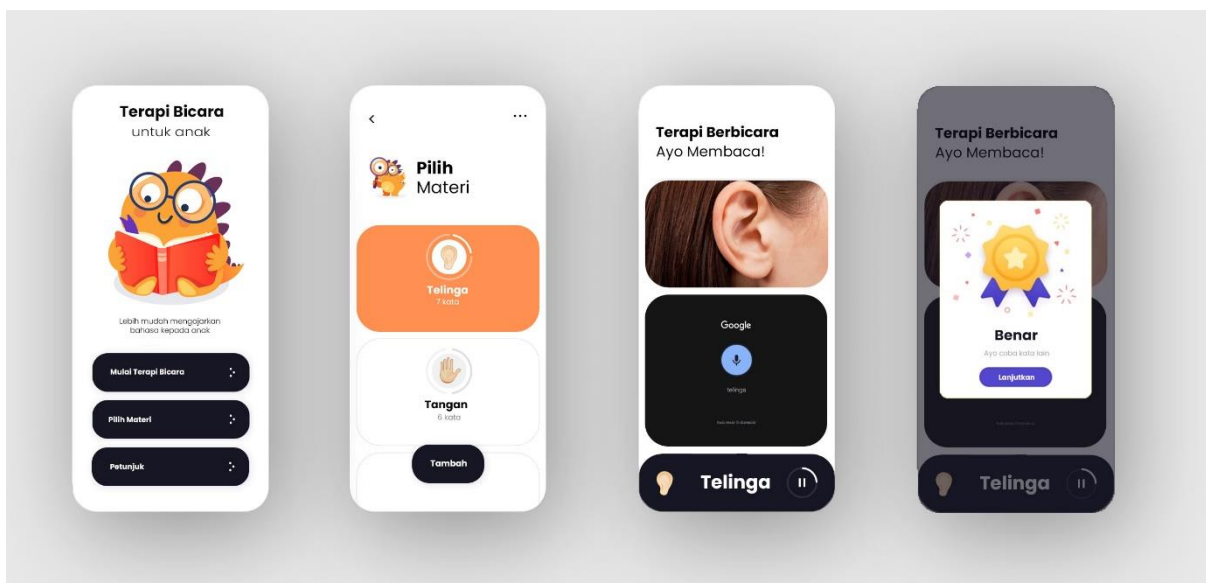 Terapi Bicara
untuk anak
Lebih mudah mengajarkan
bahasa kepada anak
Mulai Terapi Bicara
Pilih Materi
Petunjuk
Pilih
Materi
Telinga
7 kata
Tangan
6 kata
Tambah
Terapi Berbicara
Ayo Membaca!
Google
telinga
Telinga
Terapi Berbicara
Ayo Membaca!
Benar
Ayo coba kata lain
Lanjutkan
Telinga